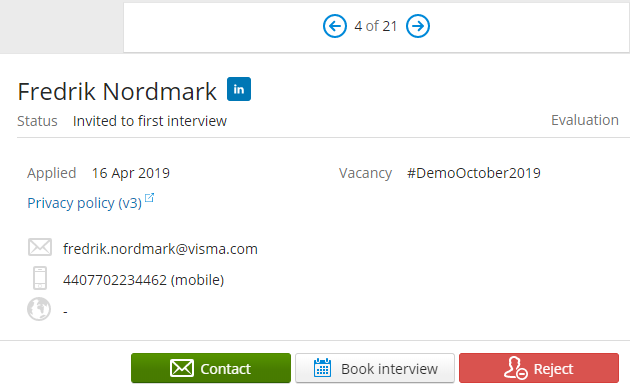 4 of 21
Fredrik Nordmark in
Status Invited to first interview Evaluation
Applied 16 Apr 2019 Vacancy #DemoOctober2019
Privacy policy (v3)
fredrik.nordmark@visma.com
4407702234462 (mobile)
-
Contact Book interview Reject